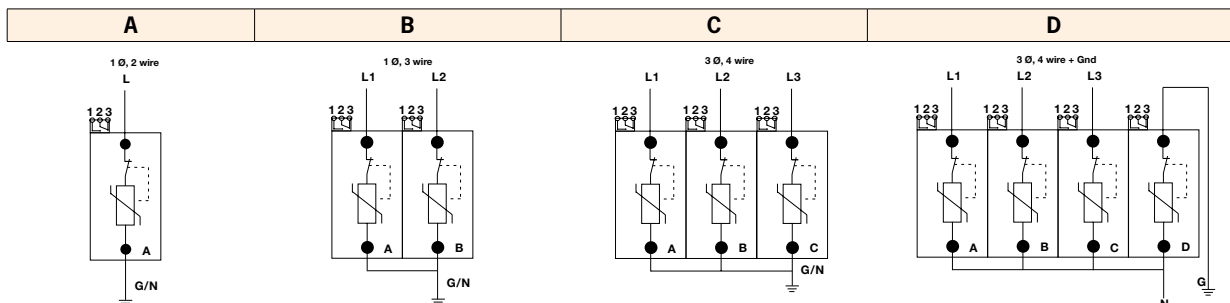 A B C D
1 Ø, 2 wire
L
1 2 3
A
G/N
1 Ø, 3 wire
L1 L2
1 2 3 1 2 3
A B
G/N
3 Ø, 4 wire
L1 L2 L3
1 2 3 1 2 3 1 2 3
A B C
G/N
3 Ø, 4 wire + Gnd
L1 L2 L3
1 2 3 1 2 3 1 2 3 1 2 3
A B C D
G
N